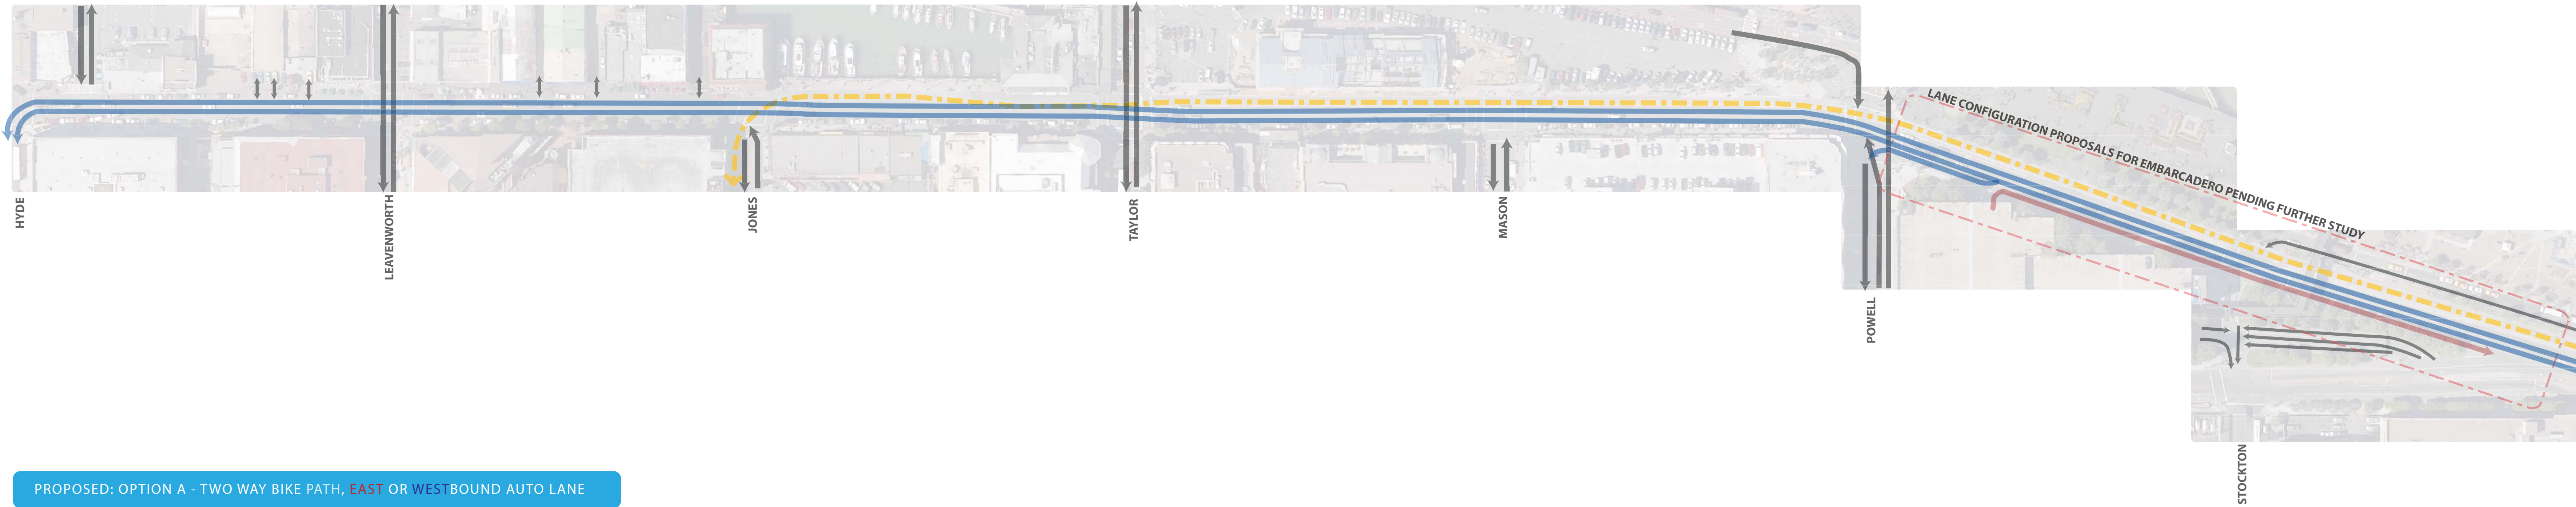 LANE CONFIGURATION PROPOSALS FOR EMBARCADERO PENDING FURTHER STUDY
HYDE
LEAVENWORTH
JONES
TAYLOR
MASON
POWELL
STOCKTON
PROPOSED: OPTION A - TWO WAY BIKE PATH, EAST OR WESTBOUND AUTO LANE